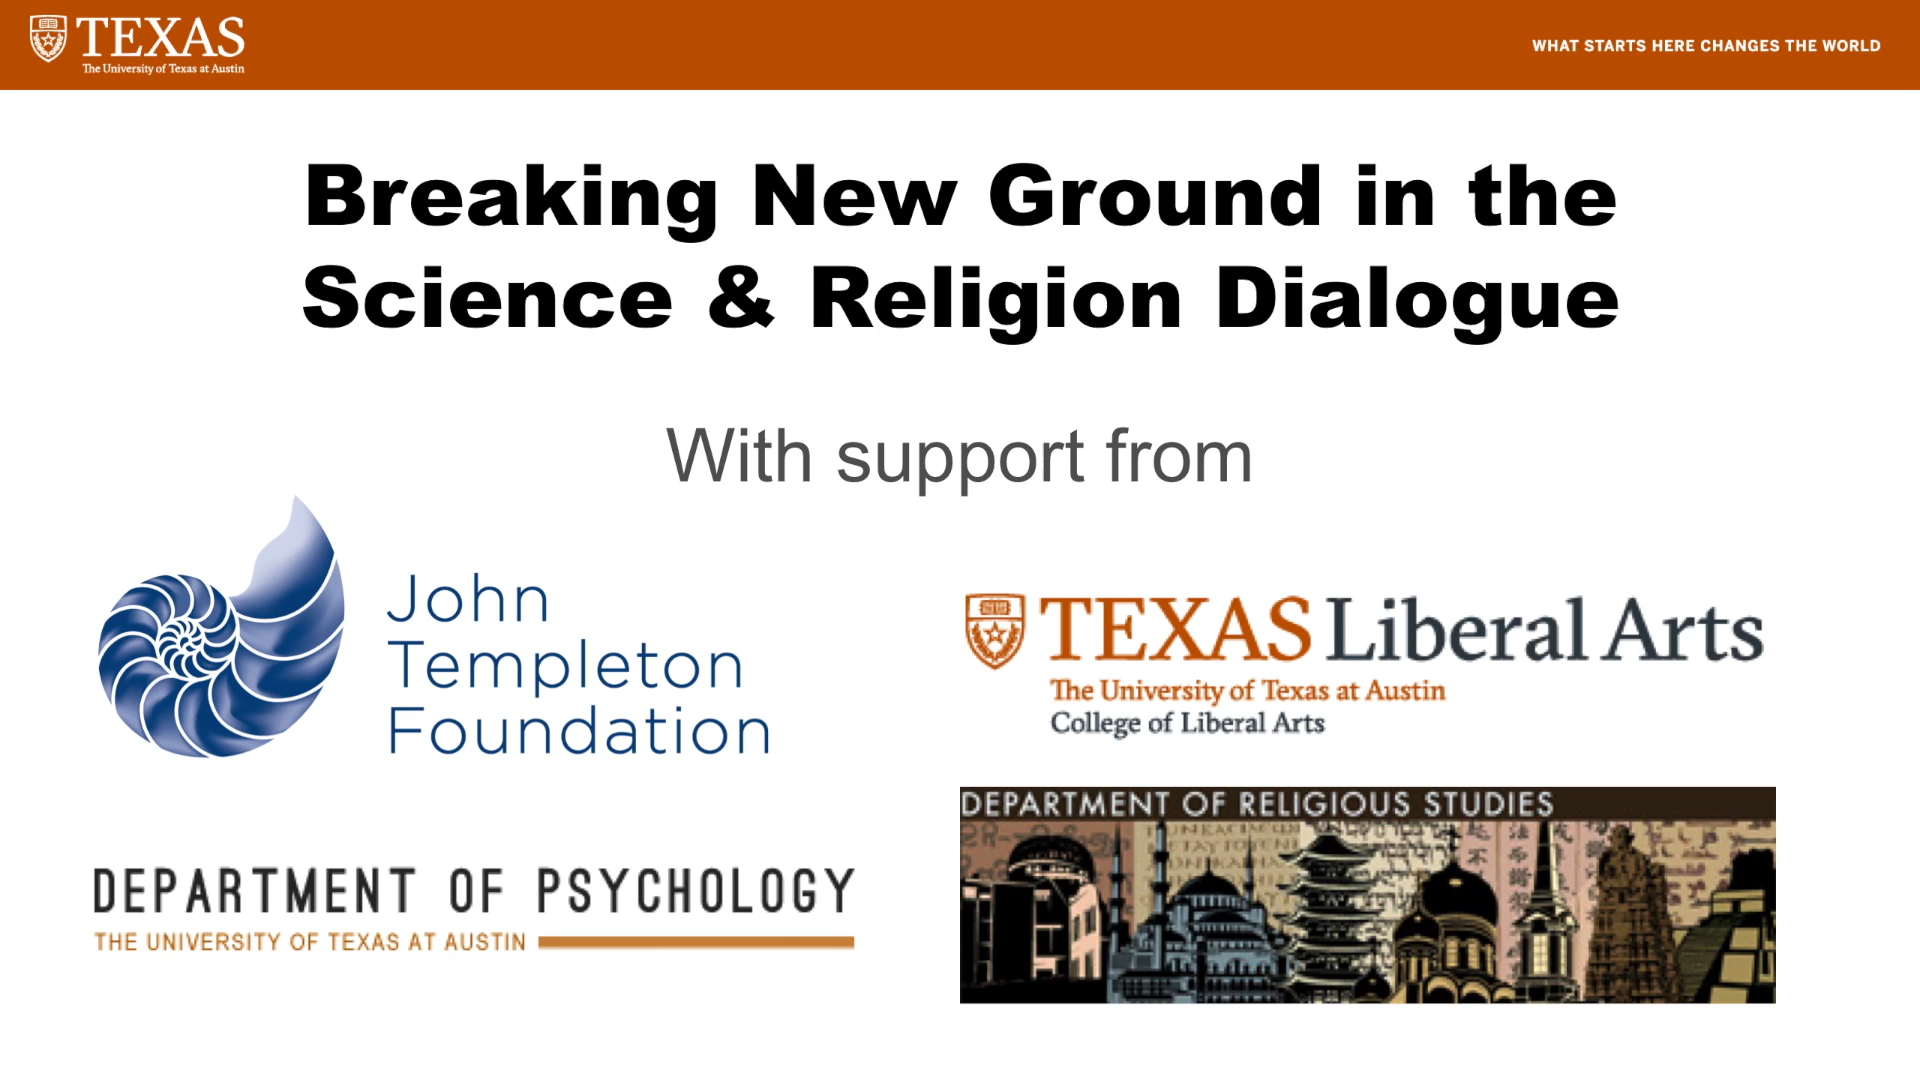 TEXAS
The University of Texas at Austin
WHAT STARTS HERE CHANGES THE WORLD
Breaking New Ground in the
Science & Religion Dialogue
With support from
John
Templeton
Foundation
TEXAS Liberal Arts
The University of Texas at Austin
College of Liberal Arts
DEPARTMENT OF PSYCHOLOGY
THE UNIVERSITY OF TEXAS AT AUSTIN
DEPARTMENT OF RELIGIOUS STUDIES